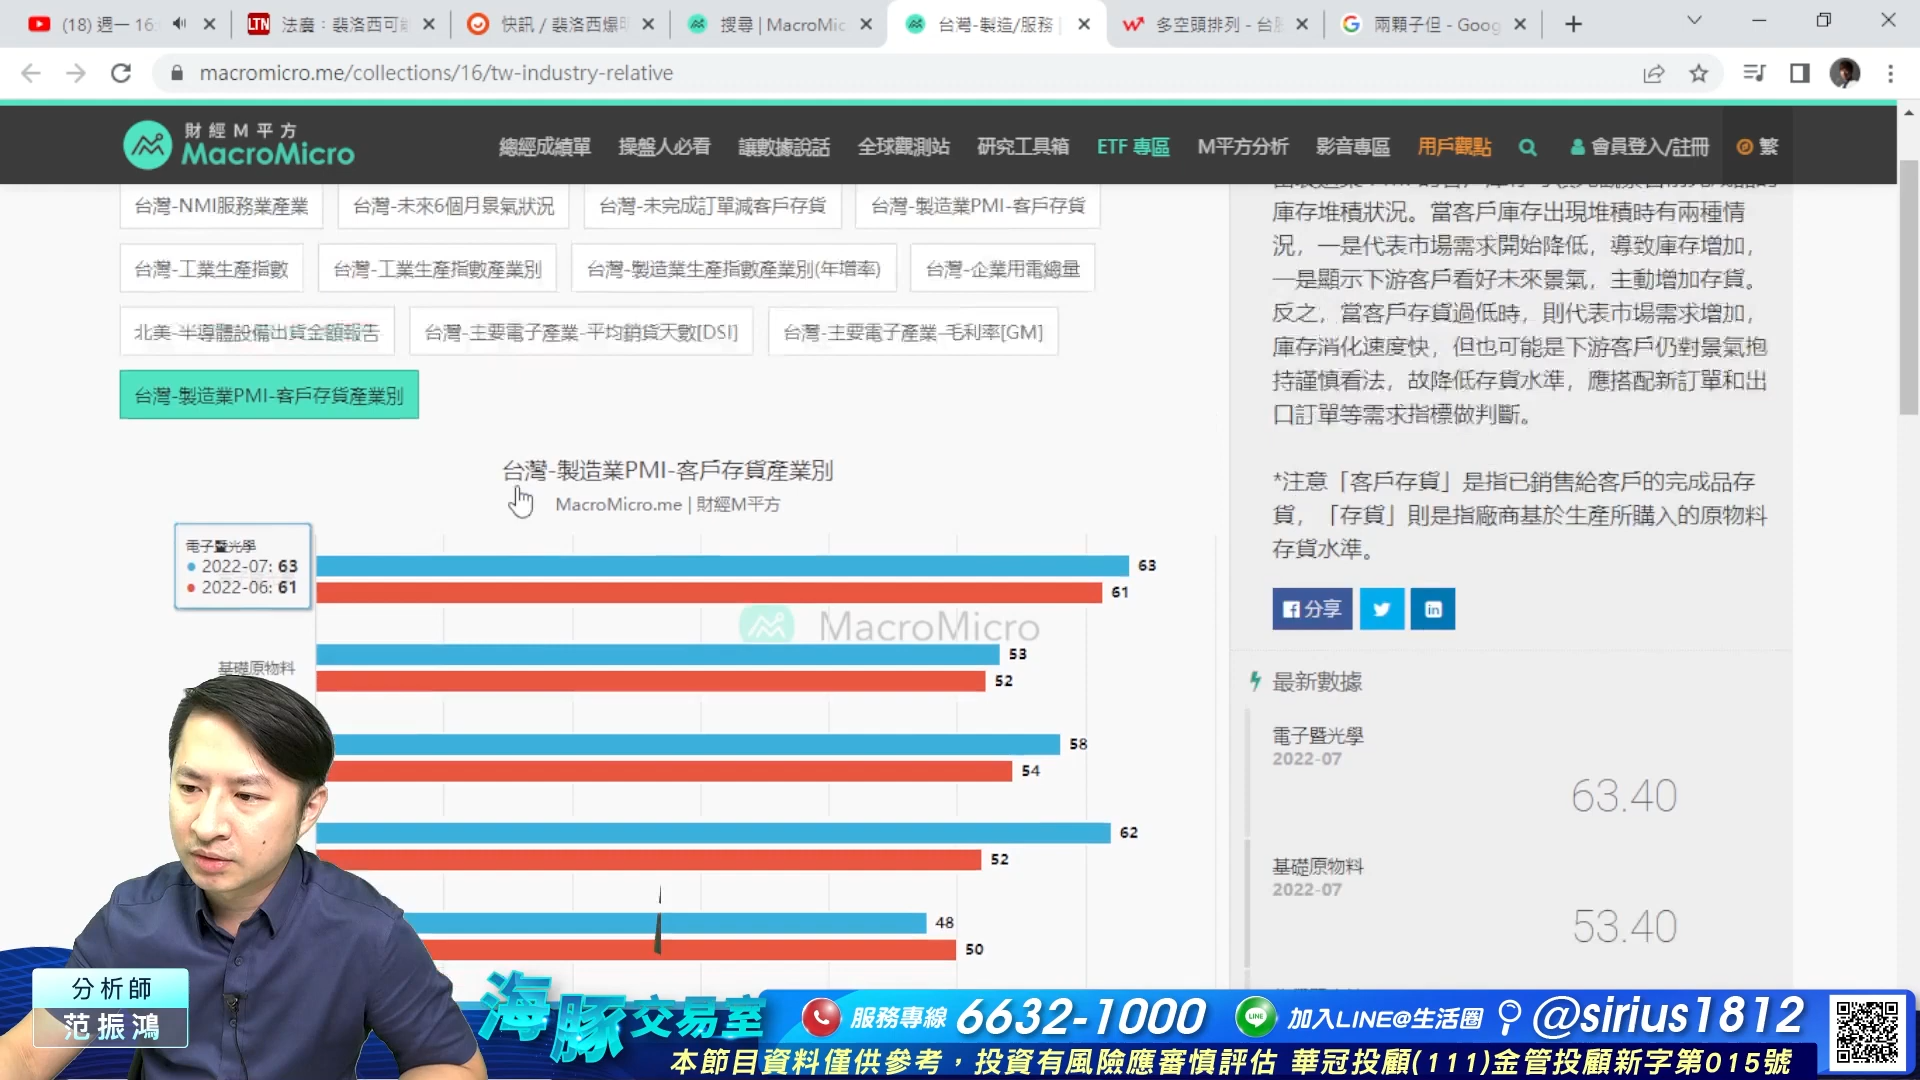 (18) 週一 16:
法廣：裴洛西可能
快訊 / 裴洛西爆
搜尋 | MacroMic
台灣-製造/服務
多空頭排列 - 台股
兩顆子但 - Goog
macromicro.me/collections/16/tw-industry-relative
財經M平方
MacroMicro
總經成績單
操盤人必看
讓數據說話
全球觀測站
研究工具箱
ETF 專區
M平方分析
影音專區
用戶觀點
會員登入/註冊
繁
台灣-NMI服務業產業
台灣-未來6個月景氣狀況
台灣-未完成訂單減客戶存貨
台灣-製造業PMI-客戶存貨
台灣-工業生產指數
台灣-工業生產指數產業別
台灣-製造業生產指數產業別(年增率)
台灣-企業用電總量
北美-半導體設備出貨金額報告
台灣-主要電子產業-平均銷貨天數[DSI]
台灣-主要電子產業-毛利率[GM]
台灣-製造業PMI-客戶存貨產業別
台灣-製造業PMI-客戶存貨產業別
MacroMicro.me | 財經M平方
電子暨光學
2022-07: 63
2022-06: 61
63
61
MacroMicro
基礎原物料
53
52
58
54
62
52
48
50
庫存堆積狀況。當客戶庫存出現堆積時有兩種情
況，一是代表市場需求開始降低，導致庫存增加，
一是顯示下游客戶看好未來景氣，主動增加存貨。
反之，當客戶存貨過低時，則代表市場需求增加，
庫存消化速度快，但也可能是下游客戶仍對景氣抱
持謹慎看法，故降低存貨水準，應搭配新訂單和出
口訂單等需求指標做判斷。
*注意「客戶存貨」是指已銷售給客戶的完成品存
貨，「存貨」則是指廠商基於生產所購入的原物料
存貨水準。
分享
最新數據
電子暨光學
2022-07
63.40
基礎原物料
2022-07
53.40
分析師
范振鴻
海豚交易室
服務專線 6632-1000
LINE
加入LINE@生活圈 @sirius1812
本節目資料僅供參考，投資有風險應審慎評估 華冠投顧(111)金管投顧新字第015號